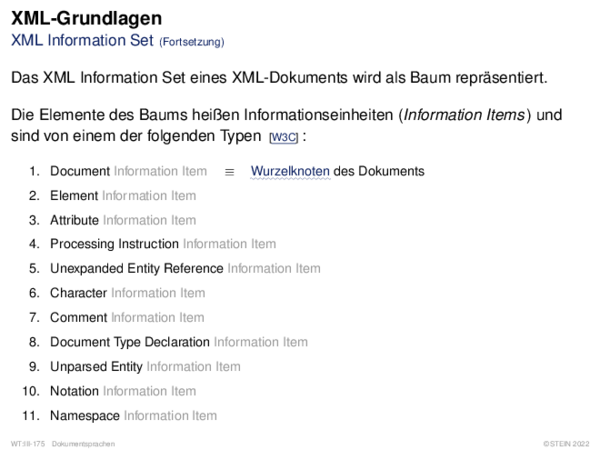 XML-Grundlagen
XML Information Set (Fortsetzung)
Das XML Information Set eines XML-Dokuments wird als Baum repräsentiert.
Die Elemente des Baums heißen Informationseinheiten (Information Items) und
sind von einem der folgenden Typen [W3C] :
1. Document Information Item ≡ Wurzelknoten des Dokuments
2. Element Information Item
3. Attribute Information Item
4. Processing Instruction Information Item
5. Unexpanded Entity Reference Information Item
6. Character Information Item
7. Comment Information Item
8. Document Type Declaration Information Item
9. Unparsed Entity Information Item
10. Notation Information Item
11. Namespace Information Item
WT:III-175 Dokumentsprachen ©STEIN 2022